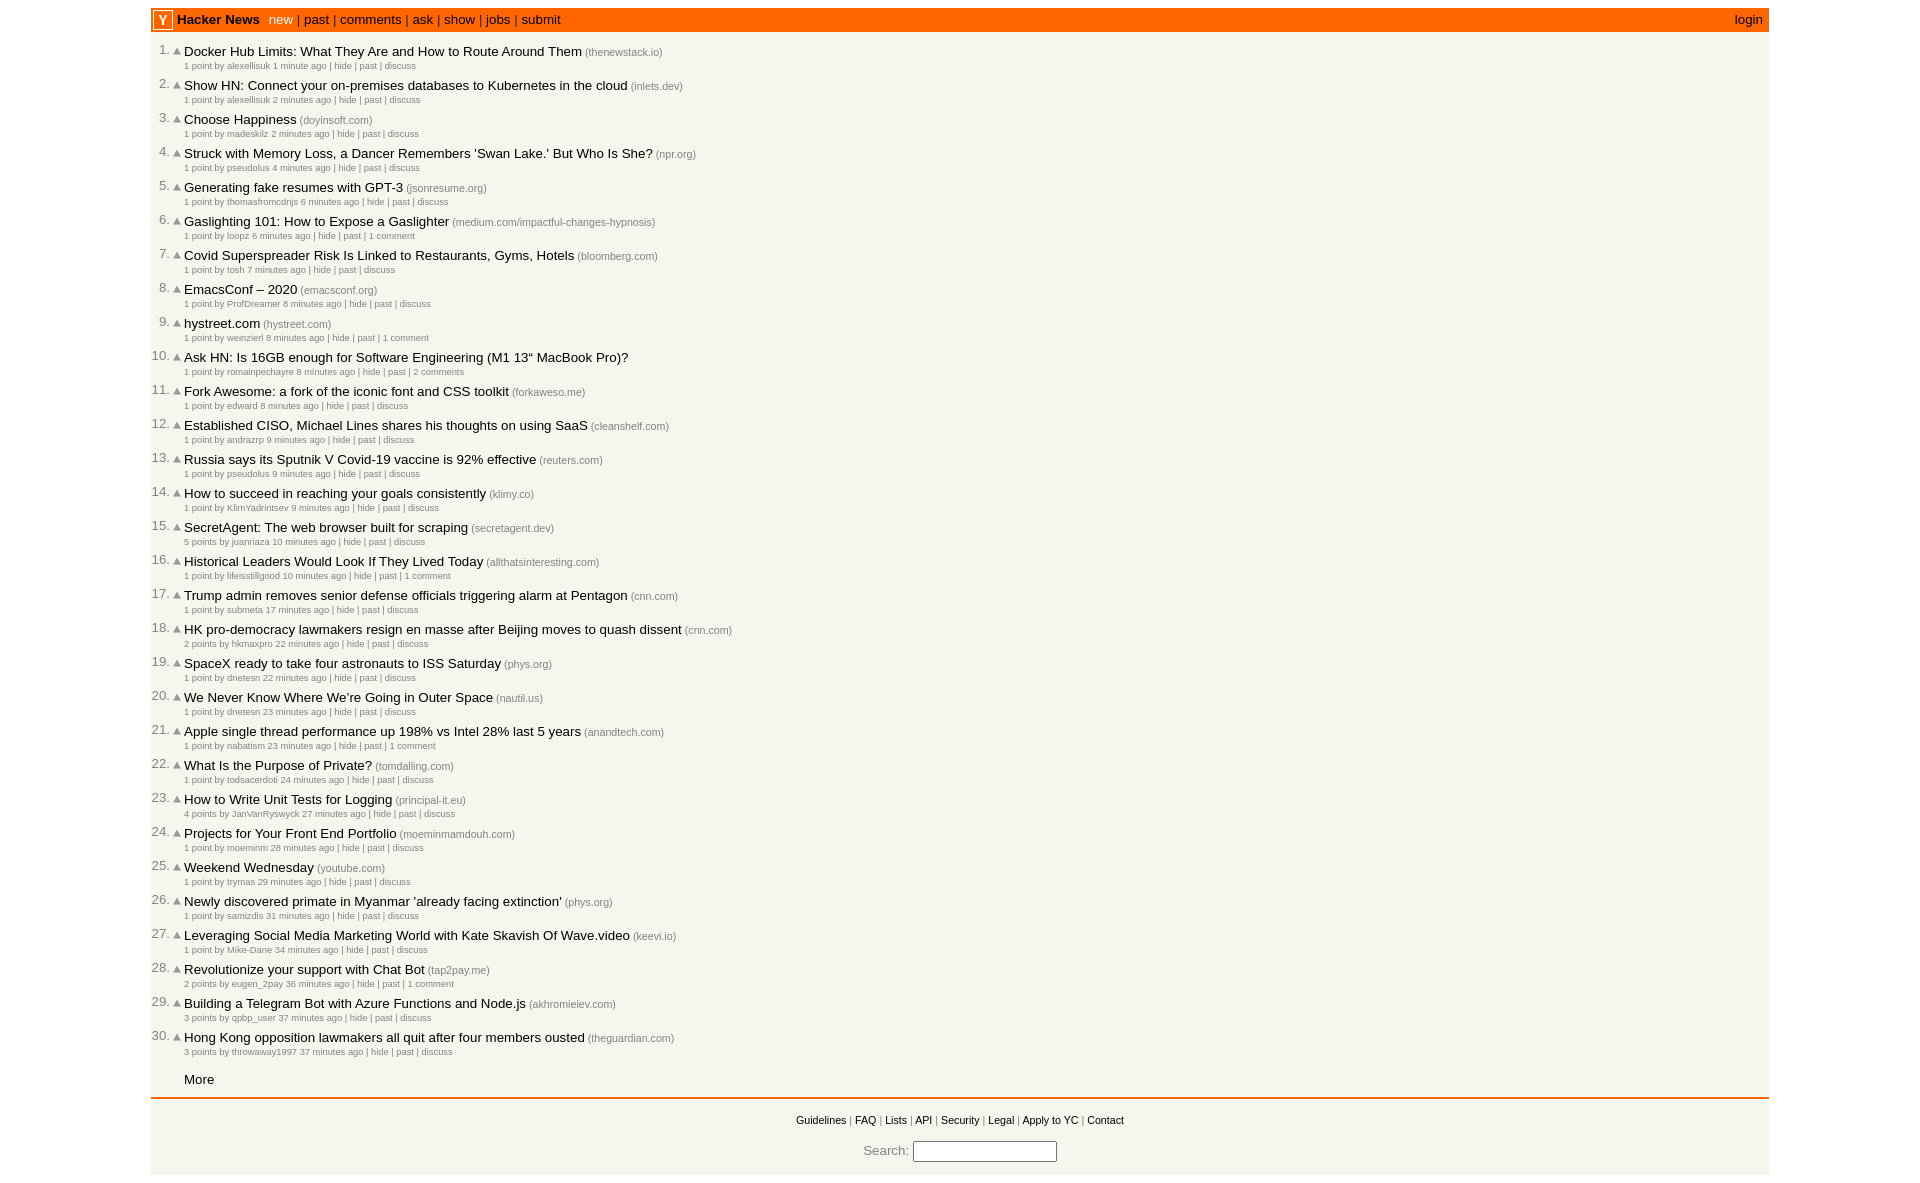 Y Hacker News new | past | comments | ask | show | jobs | submit login
1. Docker Hub Limits: What They Are and How to Route Around Them (thenewstack.io)
1 point by alexellisuk 1 minute ago | hide | past | discuss
2. Show HN: Connect your on-premises databases to Kubernetes in the cloud (inlets.dev)
1 point by alexellisuk 2 minutes ago | hide | past | discuss
3. Choose Happiness (doyinsoft.com)
1 point by madeskilz 2 minutes ago | hide | past | discuss
4. Struck with Memory Loss, a Dancer Remembers 'Swan Lake.' But Who Is She? (npr.org)
1 point by pseudolus 4 minutes ago | hide | past | discuss
5. Generating fake resumes with GPT-3 (jsonresume.org)
1 point by thomasfromcdnjs 6 minutes ago | hide | past | discuss
6. Gaslighting 101: How to Expose a Gaslighter (medium.com/impactful-changes-hypnosis)
1 point by loopz 6 minutes ago | hide | past | 1 comment
7. Covid Superspreader Risk Is Linked to Restaurants, Gyms, Hotels (bloomberg.com)
1 point by tosh 7 minutes ago | hide | past | discuss
8. EmacsConf – 2020 (emacsconf.org)
1 point by ProfDreamer 8 minutes ago | hide | past | discuss
9. hystreet.com (hystreet.com)
1 point by weinzierl 8 minutes ago | hide | past | 1 comment
10. Ask HN: Is 16GB enough for Software Engineering (M1 13“ MacBook Pro)?
1 point by romainpechayre 8 minutes ago | hide | past | 2 comments
11. Fork Awesome: a fork of the iconic font and CSS toolkit (forkaweso.me)
1 point by edward 8 minutes ago | hide | past | discuss
12. Established CISO, Michael Lines shares his thoughts on using SaaS (cleanshelf.com)
1 point by andrazrp 9 minutes ago | hide | past | discuss
13. Russia says its Sputnik V Covid-19 vaccine is 92% effective (reuters.com)
1 point by pseudolus 9 minutes ago | hide | past | discuss
14. How to succeed in reaching your goals consistently (klimy.co)
1 point by KlimYadrintsev 9 minutes ago | hide | past | discuss
15. SecretAgent: The web browser built for scraping (secretagent.dev)
5 points by juanriaza 10 minutes ago | hide | past | discuss
16. Historical Leaders Would Look If They Lived Today (allthatsinteresting.com)
1 point by lifeisstillgood 10 minutes ago | hide | past | 1 comment
17. Trump admin removes senior defense officials triggering alarm at Pentagon (cnn.com)
1 point by submeta 17 minutes ago | hide | past | discuss
18. HK pro-democracy lawmakers resign en masse after Beijing moves to quash dissent (cnn.com)
2 points by hkmaxpro 22 minutes ago | hide | past | discuss
19. SpaceX ready to take four astronauts to ISS Saturday (phys.org)
1 point by dnetesn 22 minutes ago | hide | past | discuss
20. We Never Know Where We’re Going in Outer Space (nautil.us)
1 point by dnetesn 23 minutes ago | hide | past | discuss
21. Apple single thread performance up 198% vs Intel 28% last 5 years (anandtech.com)
1 point by nabatism 23 minutes ago | hide | past | 1 comment
22. What Is the Purpose of Private? (tomdalling.com)
1 point by todsacerdoti 24 minutes ago | hide | past | discuss
23. How to Write Unit Tests for Logging (principal-it.eu)
4 points by JanVanRyswyck 27 minutes ago | hide | past | discuss
24. Projects for Your Front End Portfolio (moeminmamdouh.com)
1 point by moeminm 28 minutes ago | hide | past | discuss
25. Weekend Wednesday (youtube.com)
1 point by trymas 29 minutes ago | hide | past | discuss
26. Newly discovered primate in Myanmar 'already facing extinction' (phys.org)
1 point by samizdis 31 minutes ago | hide | past | discuss
27. Leveraging Social Media Marketing World with Kate Skavish Of Wave.video (keevi.io)
1 point by Mike-Dane 34 minutes ago | hide | past | discuss
28. Revolutionize your support with Chat Bot (tap2pay.me)
2 points by eugen_2pay 36 minutes ago | hide | past | 1 comment
29. Building a Telegram Bot with Azure Functions and Node.js (akhromieiev.com)
3 points by qpbp_user 37 minutes ago | hide | past | discuss
30. Hong Kong opposition lawmakers all quit after four members ousted (theguardian.com)
3 points by throwaway1997 37 minutes ago | hide | past | discuss
More
Guidelines | FAQ | Lists | API | Security | Legal | Apply to YC | Contact
Search: